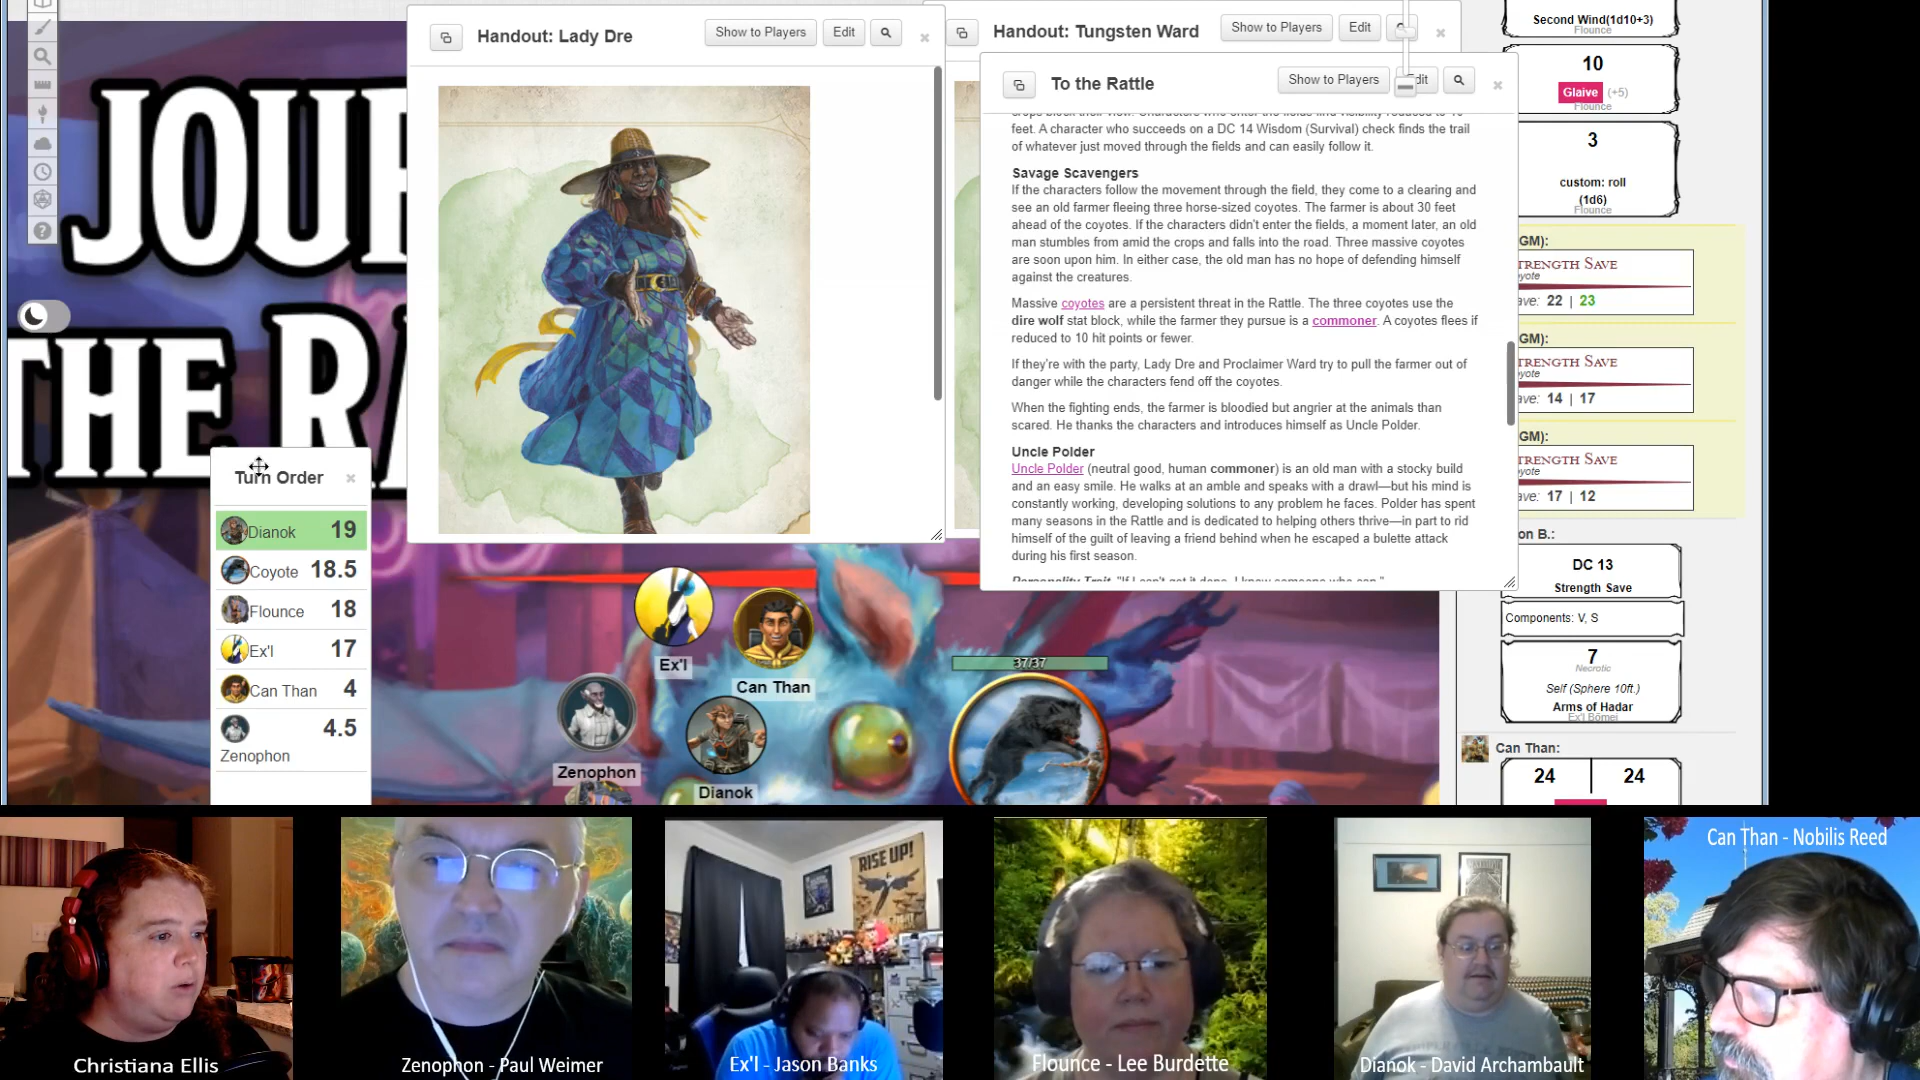 JOUR
THE RA
Handout: Lady Dre
Show to Players
Edit
Handout: Tungsten Ward
Show to Players
Edit
To the Rattle
Show to Players
Edit
feet. A character who succeeds on a DC 14 Wisdom (Survival) check finds the trail
of whatever just moved through the fields and can easily follow it.
Savage Scavengers
If the characters follow the movement through the field, they come to a clearing and
see an old farmer fleeing three horse-sized coyotes. The farmer is about 30 feet
ahead of the coyotes. If the characters didn't enter the fields, a moment later, an old
man stumbles from amid the crops and falls into the road. Three massive coyotes
are soon upon him. In either case, the old man has no hope of defending himself
against the creatures.
Massive coyotes are a persistent threat in the Rattle. The three coyotes use the
dire wolf stat block, while the farmer they pursue is a commoner. A coyotes flees if
reduced to 10 hit points or fewer.
If they're with the party, Lady Dre and Proclaimer Ward try to pull the farmer out of
danger while the characters fend off the coyotes.
When the fighting ends, the farmer is bloodied but angrier at the animals than
scared. He thanks the characters and introduces himself as Uncle Polder.
Uncle Polder
Uncle Polder (neutral good, human commoner) is an old man with a stocky build
and an easy smile. He walks at an amble and speaks with a drawl—but his mind is
constantly working, developing solutions to any problem he faces. Polder has spent
many seasons in the Rattle and is dedicated to helping others thrive—in part to rid
himself of the guilt of leaving a friend behind when he escaped a bulette attack
during his first season.
Turn Order
Dianok 19
Coyote 18.5
Flounce 18
Ex'l 17
Can Than 4
4.5
Zenophon
Ex'l
Can Than
Zenophon
Dianok
37/37
Second Wind(1d10+3)
Flounce
10
Glaive (+5)
Flounce
3
custom: roll
(1d6)
Flounce
GM):
TRENGTH SAVE
yote
ave: 22 | 23
GM):
TRENGTH SAVE
yote
ave: 14 | 17
GM):
TRENGTH SAVE
yote
ave: 17 | 12
on B.:
DC 13
Strength Save
Components: V, S
7
Necrotic
Self (Sphere 10ft.)
Arms of Hadar
Ex'l Bömei
Can Than:
24 24
RISE UP!
Can Than - Nobilis Reed
Christiana Ellis
Zenophon - Paul Weimer
Ex'l - Jason Banks
Flounce - Lee Burdette
Dianok - David Archambault